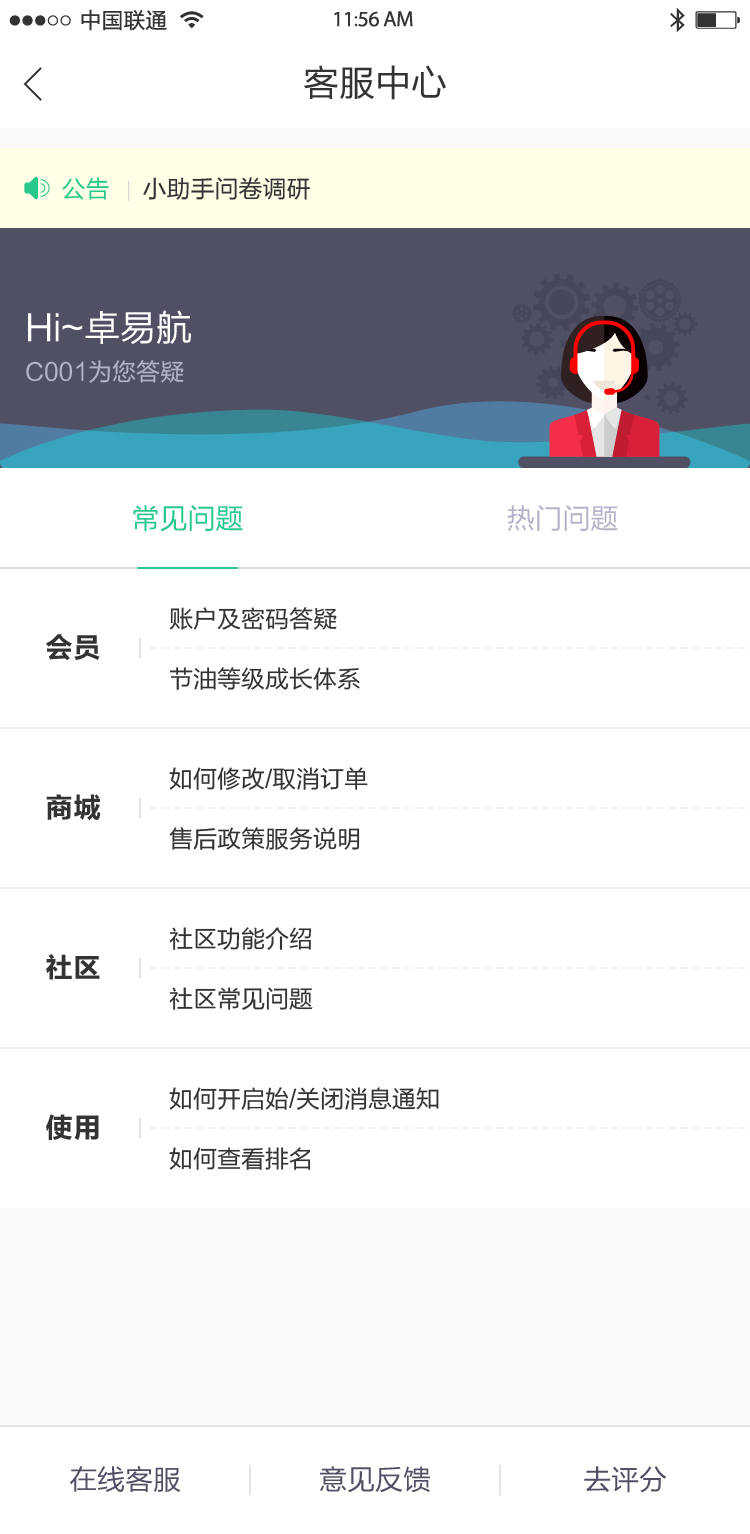 中国联通 11:56 AM
客服中心
公告 小助手问卷调研
Hi~卓易航
C001为您答疑
常见问题 热门问题
会员
账户及密码答疑
节油等级成长体系
商城
如何修改/取消订单
售后政策服务说明
社区
社区功能介绍
社区常见问题
使用
如何开启始/关闭消息通知
如何查看排名
在线客服 意见反馈 去评分